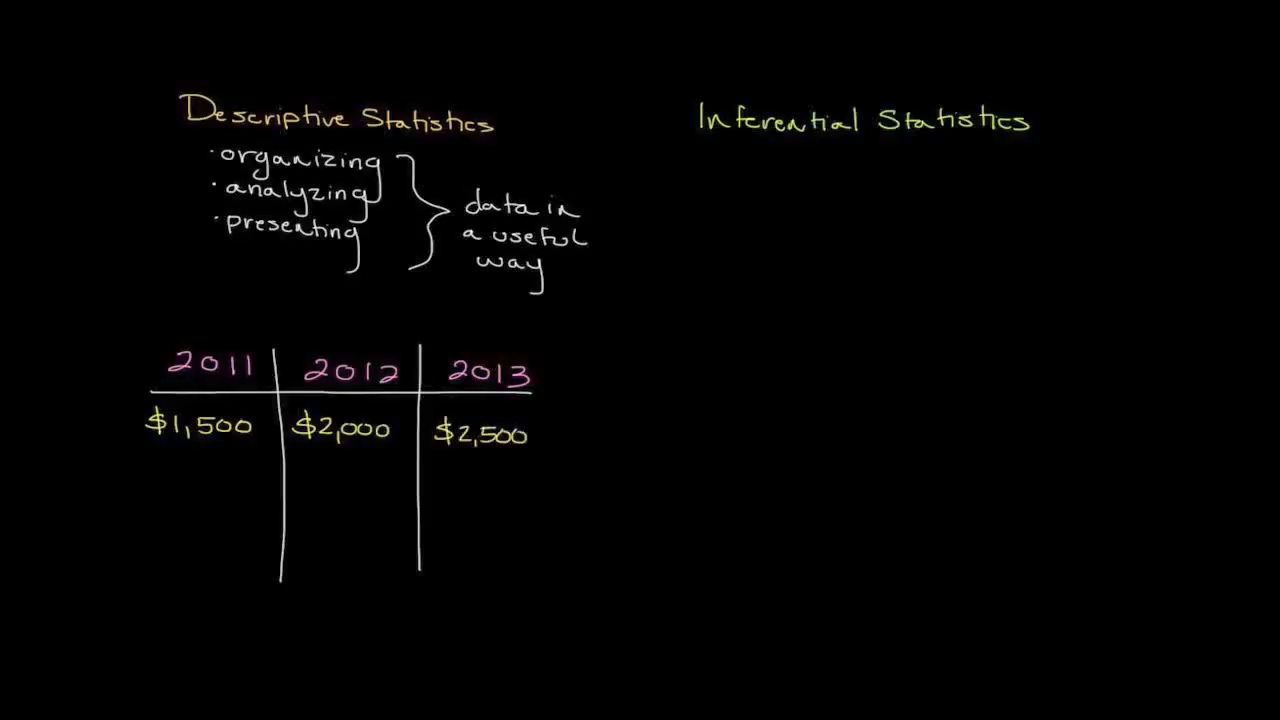 Descriptive Statistics
· organizing
· analyzing
· presenting
data in
a useful
way
Inferential Statistics
2011 2012 2013
$1,500 $2,000 $2,500